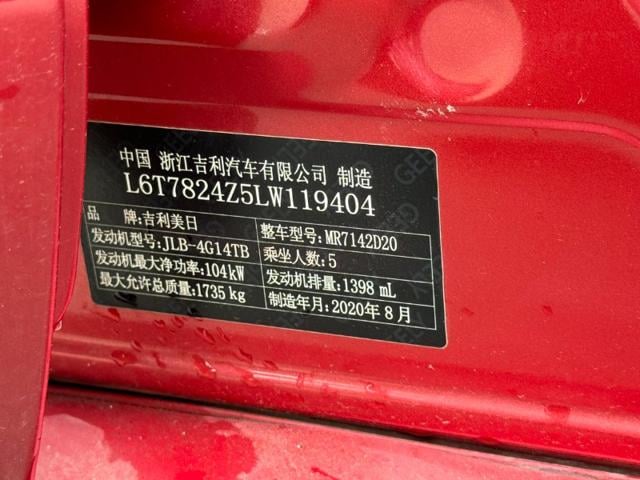 中国 浙江吉利汽车有限公司 制造
L6T7824Z5LW119404
品 牌:吉利美日 整车型号:MR7142D20
发动机型号:JLB-4G14TB 乘坐人数:5
发动机最大净功率:104kW 发动机排量:1398 mL
最大允许总质量:1735 kg 制造年月:2020年8月